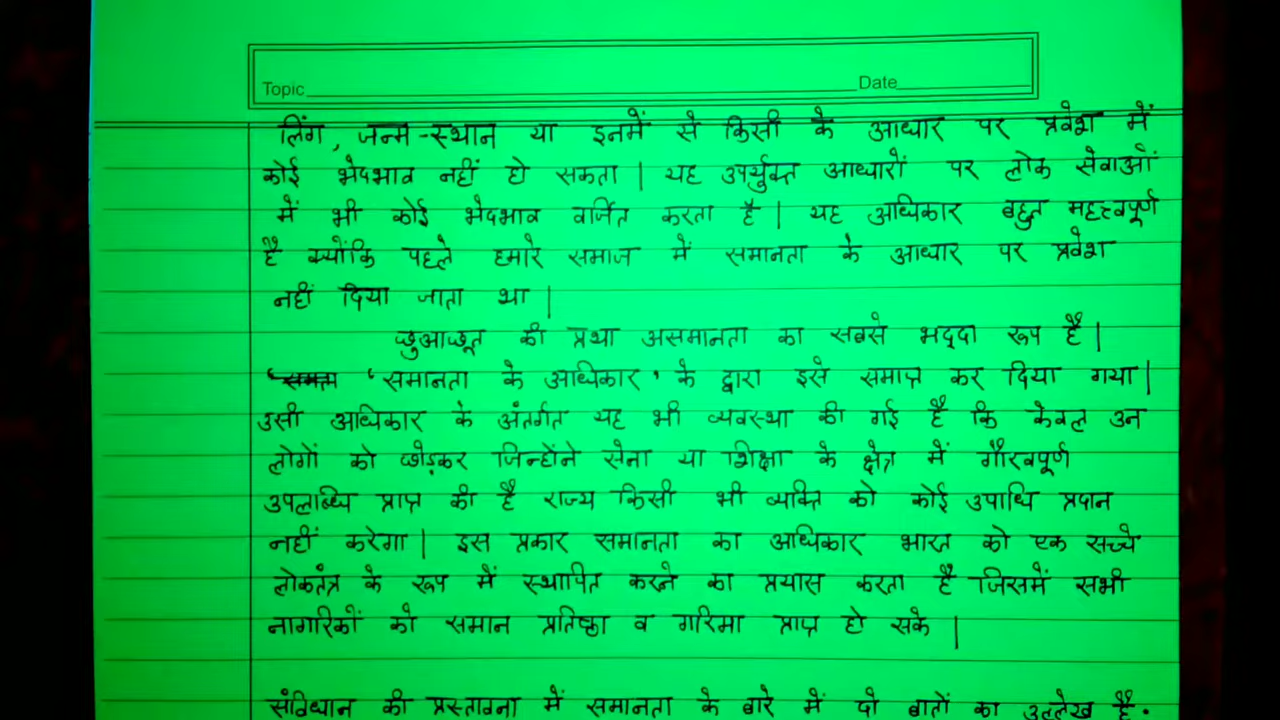 Topic Date
लिंग, जन्म-स्थान या इनमें से किसी के आधार पर प्रवेश में
कोई भेदभाव नहीं हो सकता | यह उपर्युक्त आधारों पर लोक सेवाओं
में भी कोई भेदभाव वर्जित करता है | यह अधिकार बहुत महत्वपूर्ण
है क्योंकि पहले हमारे समाज में समानता के आधार पर प्रवेश
नहीं दिया जाता था |
छुआछूत की प्रथा असमानता का सबसे भद्दा रूप है |
'समानता के अधिकार' के द्वारा इसे समाप्त कर दिया गया |
उसी अधिकार के अंतर्गत यह भी व्यवस्था की गई है कि केवल उन
लोगों को छोड़कर जिन्होंने सेना या शिक्षा के क्षेत्र में गौरवपूर्ण
उपलब्धि प्राप्त की है राज्य किसी भी व्यक्ति को कोई उपाधि प्रदान
नहीं करेगा | इस प्रकार समानता का अधिकार भारत को एक सच्चे
लोकतंत्र के रूप में स्थापित करने का प्रयास करता है जिसमें सभी
नागरिकों को समान प्रतिष्ठा व गरिमा प्राप्त हो सके |
संविधान की प्रस्तावना में समानता के बारे में दो बातों का उल्लेख है.